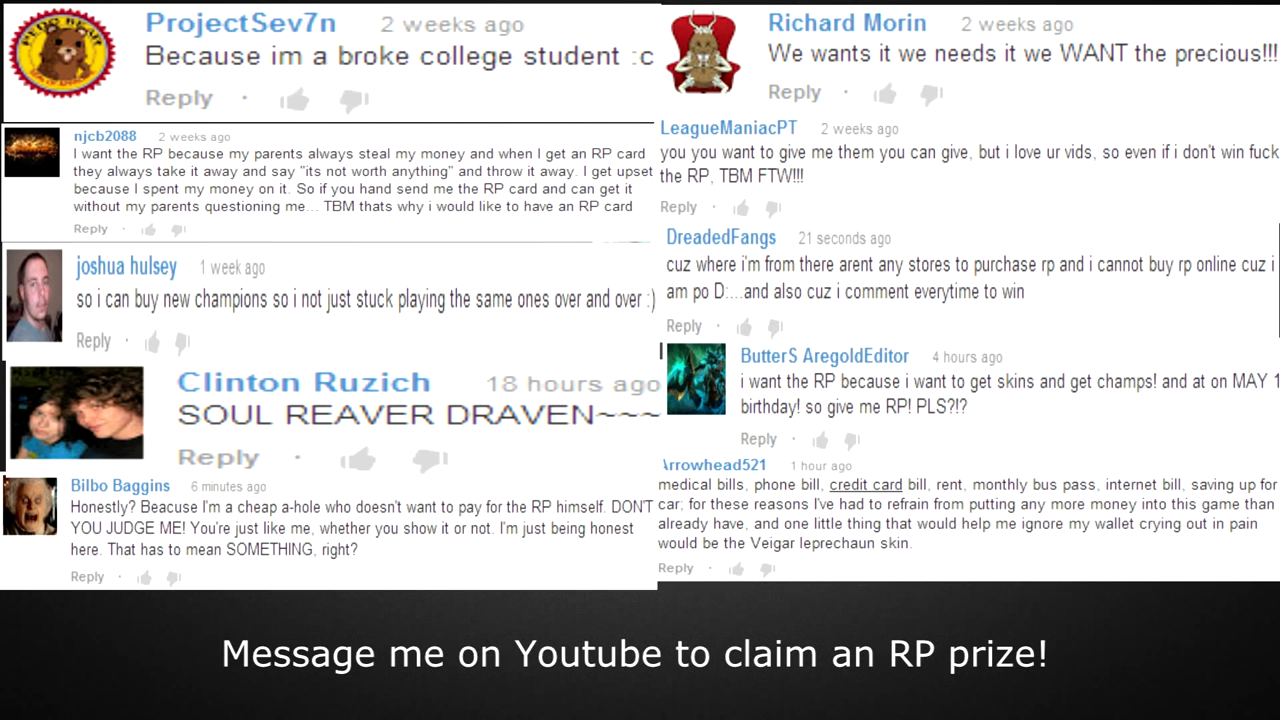 ProjectSev7n 2 weeks ago
Because im a broke college student :c
Reply
njcb2088 2 weeks ago
I want the RP because my parents always steal my money and when I get an RP card
they always take it away and say "its not worth anything" and throw it away. I get upset
because I spent my money on it. So if you hand send me the RP card and can get it
without my parents questioning me... TBM thats why i would like to have an RP card
Reply
joshua hulsey 1 week ago
so i can buy new champions so i not just stuck playing the same ones over and over :)
Reply
Clinton Ruzich 18 hours ago
SOUL REAVER DRAVEN~~~
Reply
Bilbo Baggins 6 minutes ago
Honestly? Beacuse I'm a cheap a-hole who doesn't want to pay for the RP himself. DON'T
YOU JUDGE ME! You're just like me, whether you show it or not. I'm just being honest
here. That has to mean SOMETHING, right?
Reply
Richard Morin 2 weeks ago
We wants it we needs it we WANT the precious!!!
Reply
LeagueManiacPT 2 weeks ago
you you want to give me them you can give, but i love ur vids, so even if i don't win fuck
the RP, TBM FTW!!!
Reply
DreadedFangs 21 seconds ago
cuz where i'm from there arent any stores to purchase rp and i cannot buy rp online cuz i
am po D:...and also cuz i comment everytime to win
Reply
ButterS AregoldEditor 4 hours ago
i want the RP because i want to get skins and get champs! and at on MAY 1
birthday! so give me RP! PLS?!?
Reply
Arrowhead521 1 hour ago
medical bills, phone bill, credit card bill, rent, monthly bus pass, internet bill, saving up for
car; for these reasons I've had to refrain from putting any more money into this game than
already have, and one little thing that would help me ignore my wallet crying out in pain
would be the Veigar leprechaun skin.
Reply
Message me on Youtube to claim an RP prize!